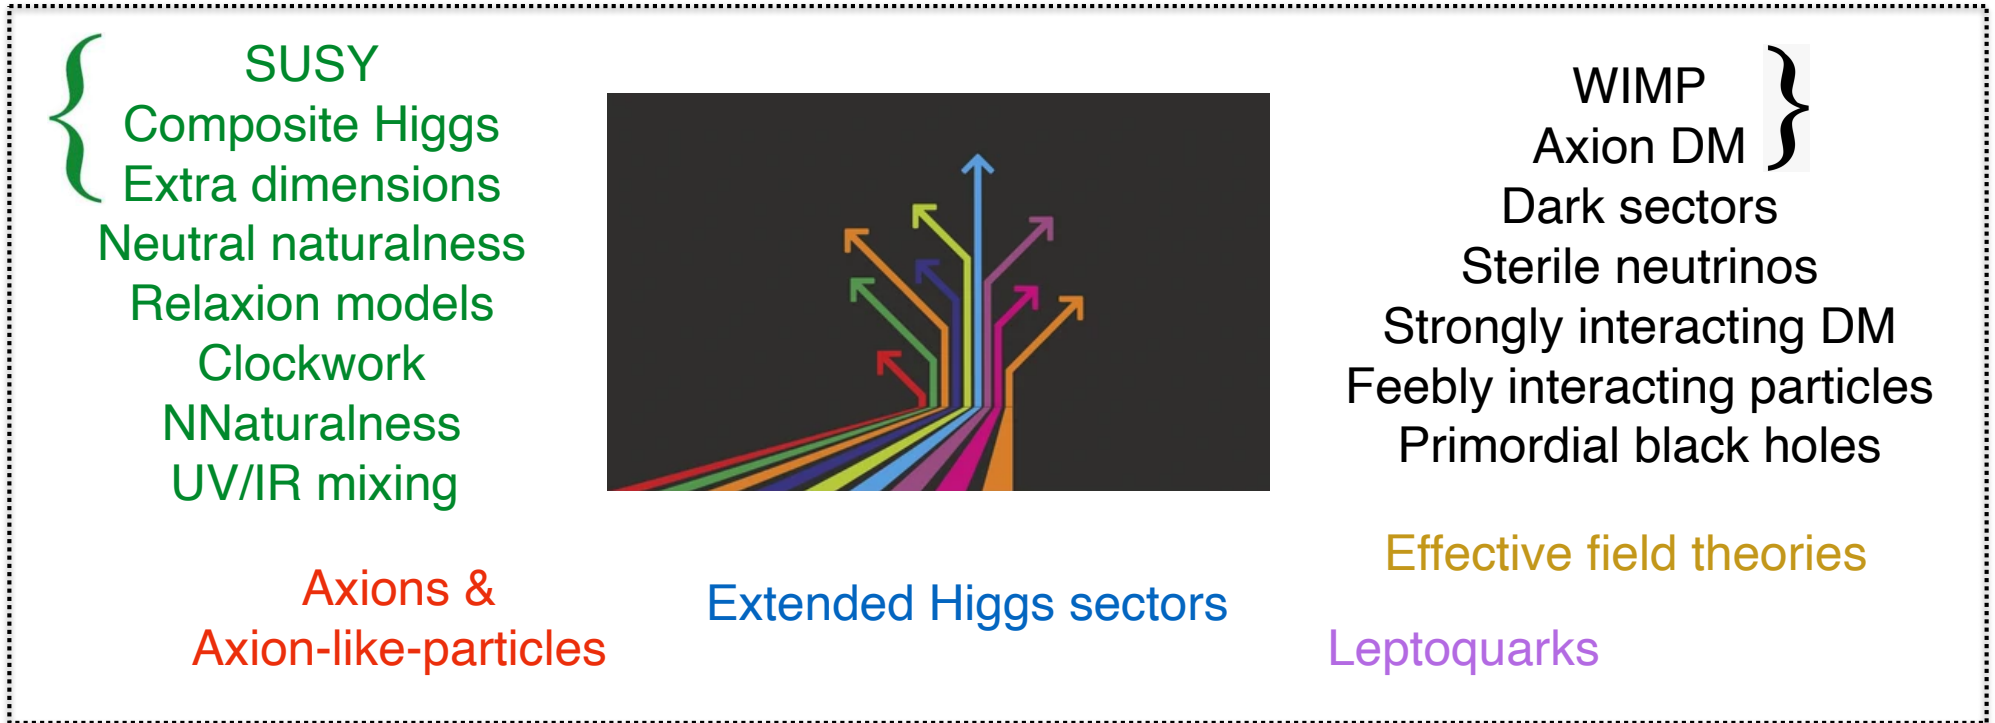 SUSY
Composite Higgs
Extra dimensions
Neutral naturalness
Relaxion models
Clockwork
NNaturalness
UV/IR mixing
WIMP
Axion DM
Dark sectors
Sterile neutrinos
Strongly interacting DM
Feebly interacting particles
Primordial black holes
Axions &
Axion-like-particles
Extended Higgs sectors
Effective field theories
Leptoquarks